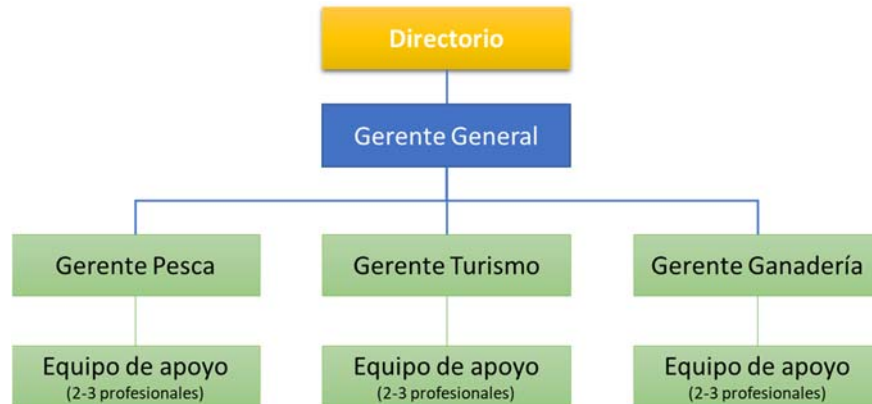 Directorio
Gerente General
Gerente Pesca
Gerente Turismo
Gerente Ganadería
Equipo de apoyo
(2-3 profesionales)
Equipo de apoyo
(2-3 profesionales)
Equipo de apoyo
(2-3 profesionales)